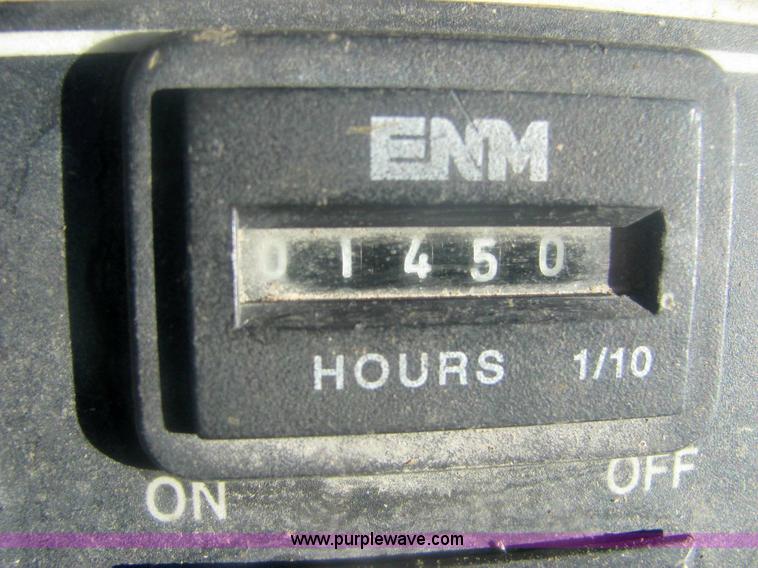 ENM
01450
HOURS 1/10
ON OFF
www.purplewave.com